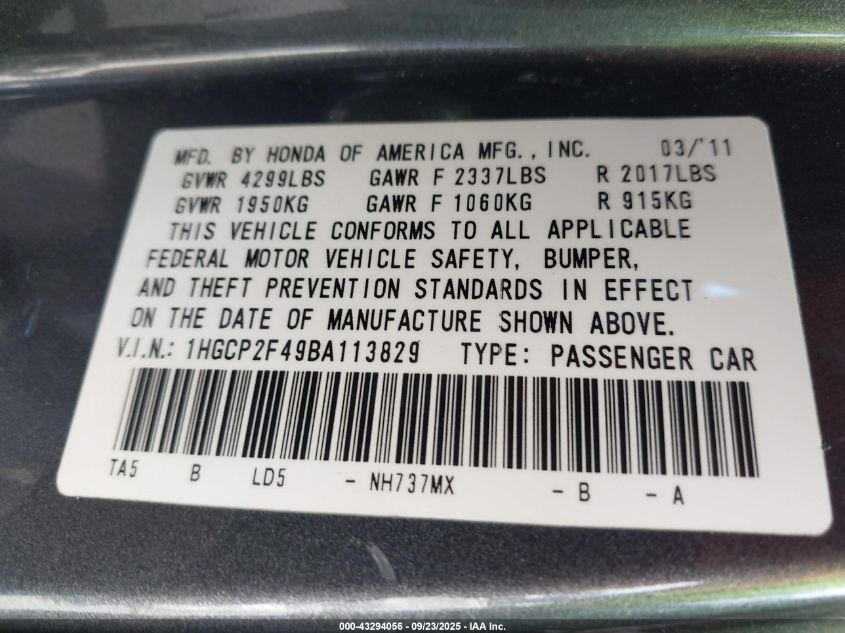 MFD. BY HONDA OF AMERICA MFG., INC. 03/'11
GVWR 4299LBS GAWR F 2337LBS R 2017LBS
GVWR 1950KG GAWR F 1060KG R 915KG
THIS VEHICLE CONFORMS TO ALL APPLICABLE
FEDERAL MOTOR VEHICLE SAFETY, BUMPER,
AND THEFT PREVENTION STANDARDS IN EFFECT
ON THE DATE OF MANUFACTURE SHOWN ABOVE.
V.I.N.: 1HGCP2F49BA113829 TYPE: PASSENGER CAR
TA5 B LD5 - NH737MX - B - A
000-43294056 - 09/23/2025 - IAA Inc.